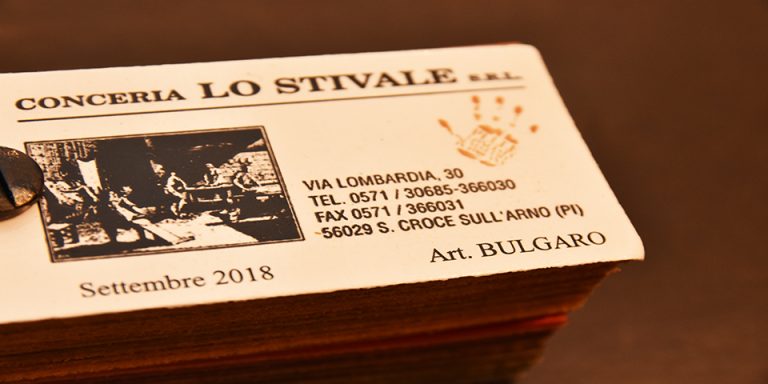 CONCERIA LO STIVALE S.R.L.
VIA LOMBARDIA, 30
TEL. 0571 / 30685-366030
FAX 0571 / 366031
56029 S. CROCE SULL'ARNO (PI)
Art. BULGARO
Settembre 2018